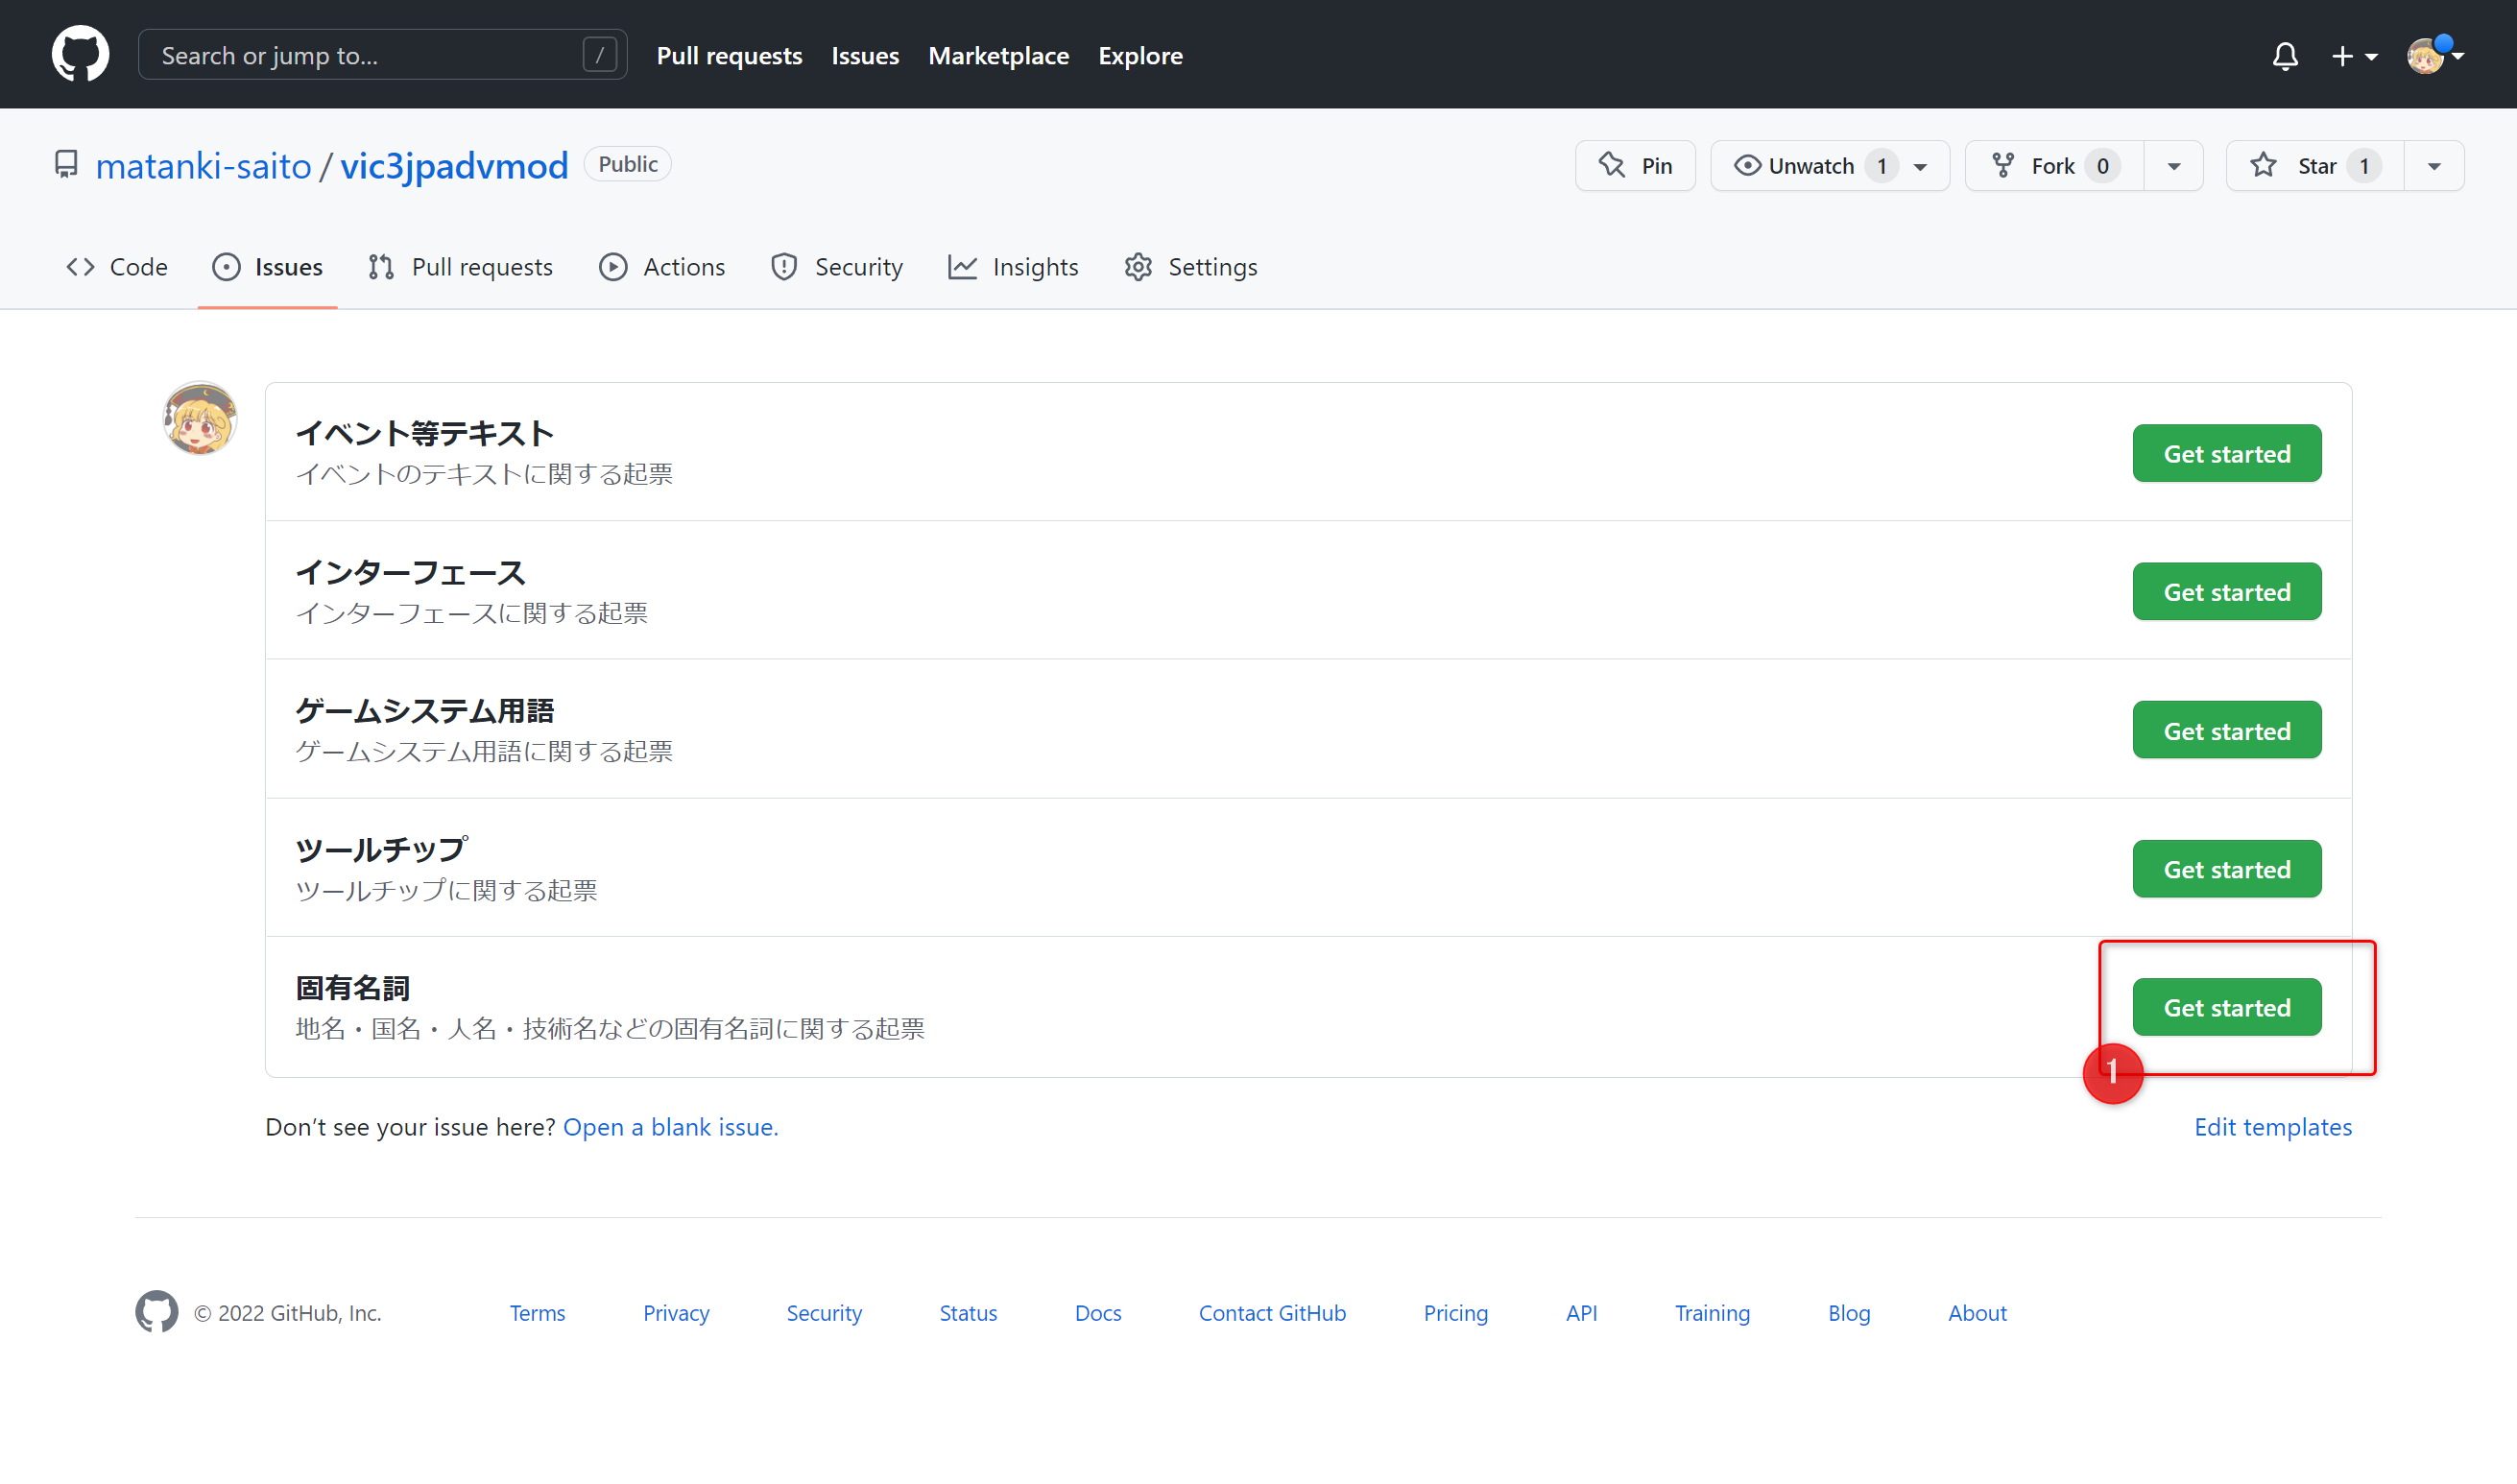 Search or jump to... / Pull requests Issues Marketplace Explore
matanki-saito / vic3jpadvmod Public Pin Unwatch 1 Fork 0 Star 1
Code Issues Pull requests Actions Security Insights Settings
イベント等テキスト
イベントのテキストに関する起票
Get started
インターフェース
インターフェースに関する起票
Get started
ゲームシステム用語
ゲームシステム用語に関する起票
Get started
ツールチップ
ツールチップに関する起票
Get started
固有名詞
地名・国名・人名・技術名などの固有名詞に関する起票
Get started
1
Don’t see your issue here? Open a blank issue. Edit templates
© 2022 GitHub, Inc. Terms Privacy Security Status Docs Contact GitHub Pricing API Training Blog About